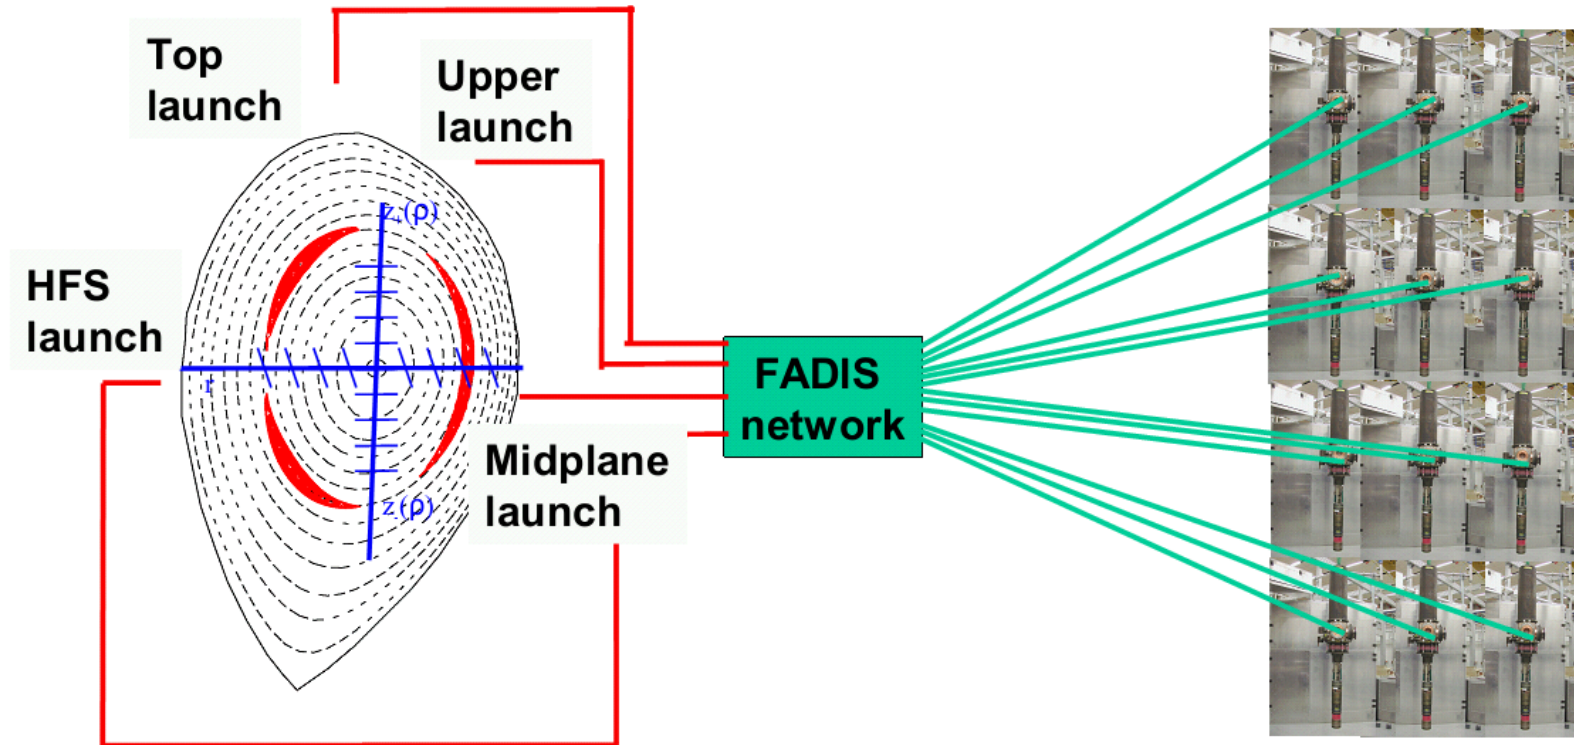 Top
launch
Upper
launch
z₊(ρ)
HFS
launch
r
FADIS
network
Midplane
launch
z₋(ρ)